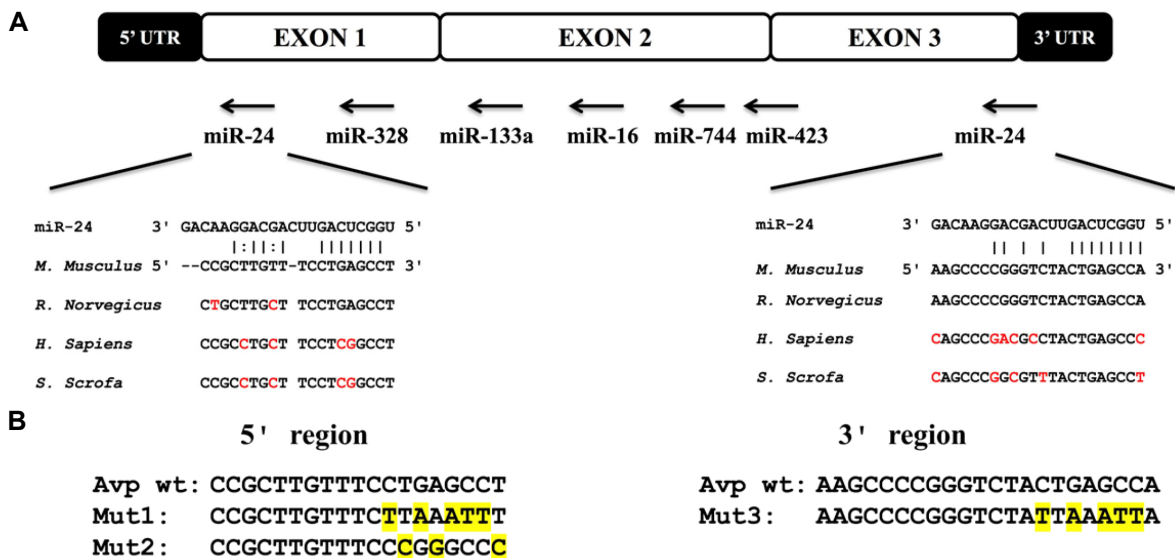 A
5' UTR EXON 1 EXON 2 EXON 3 3' UTR
miR-24 miR-328 miR-133a miR-16 miR-744 miR-423 miR-24
miR-24 3' GACAAGGACGACUUGACUCGGU 5'
|:||:| |||||||
M. Musculus 5' --CCGCTTGTT-TCCTGAGCCT 3'
R. Norvegicus CTGCTTGCT TCCTGAGCCT
H. Sapiens CCGCCTGCT TCCTCGGCCT
S. Scrofa CCGCCTGCT TCCTCGGCCT
miR-24 3' GACAAGGACGACUUGACUCGGU 5'
|| | | ||||||||
M. Musculus 5' AAGCCCCGGGTCTACTGAGCCA 3'
R. Norvegicus AAGCCCCGGGTCTACTGAGCCA
H. Sapiens CAGCCCGACGCCTACTGAGCCC
S. Scrofa CAGCCCGGCGTTTACTGAGCCT
B
5' region
Avp wt: CCGCTTGTTTCCTGAGCCT
Mut1: CCGCTTGTTTCTTAAATTT
Mut2: CCGCTTGTTTCCCGGGCCC
3' region
Avp wt: AAGCCCCGGGTCTACTGAGCCA
Mut3: AAGCCCCGGGTCTATTAAATTA